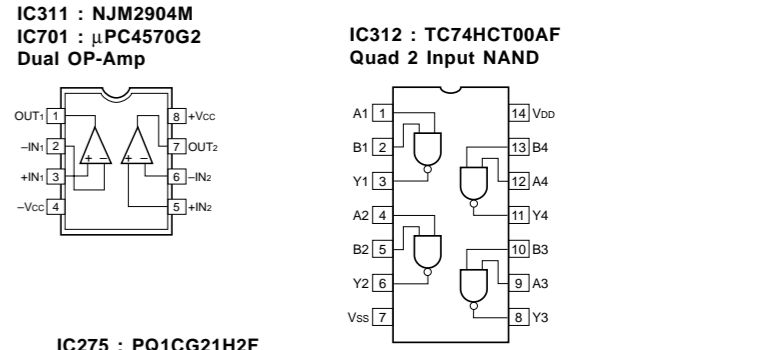 IC311 : NJM2904M
IC701 : µPC4570G2
Dual OP-Amp
OUT1 1
–IN1 2
+IN1 3
–VCC 4
8 +VCC
7 OUT2
6 –IN2
5 +IN2
+ –
+ –
IC312 : TC74HCT00AF
Quad 2 Input NAND
A1 1
B1 2
Y1 3
A2 4
B2 5
Y2 6
VSS 7
14 VDD
13 B4
12 A4
11 Y4
10 B3
9 A3
8 Y3
IC275 : PQ1CG21H2F